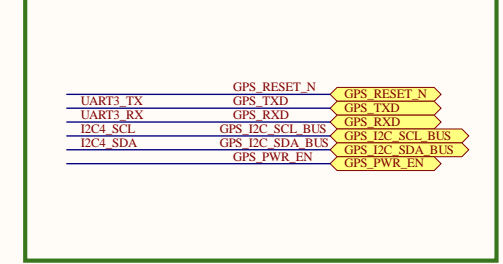 GPS_RESET_N GPS_RESET_N
UART3_TX GPS_TXD GPS_TXD
UART3_RX GPS_RXD GPS_RXD
I2C4_SCL GPS_I2C_SCL_BUS GPS_I2C_SCL_BUS
I2C4_SDA GPS_I2C_SDA_BUS GPS_I2C_SDA_BUS
GPS_PWR_EN GPS_PWR_EN